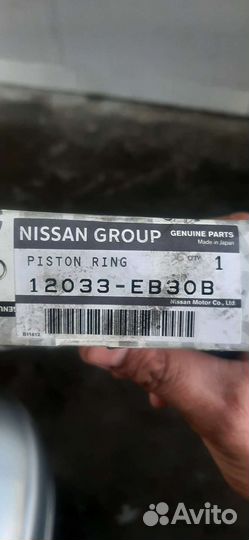 NISSAN GROUP
GENUINE PARTS
Made in Japan
PISTON RING
QTY 1
12033-EB30B
Nissan Motor Co., Ltd.
Avito